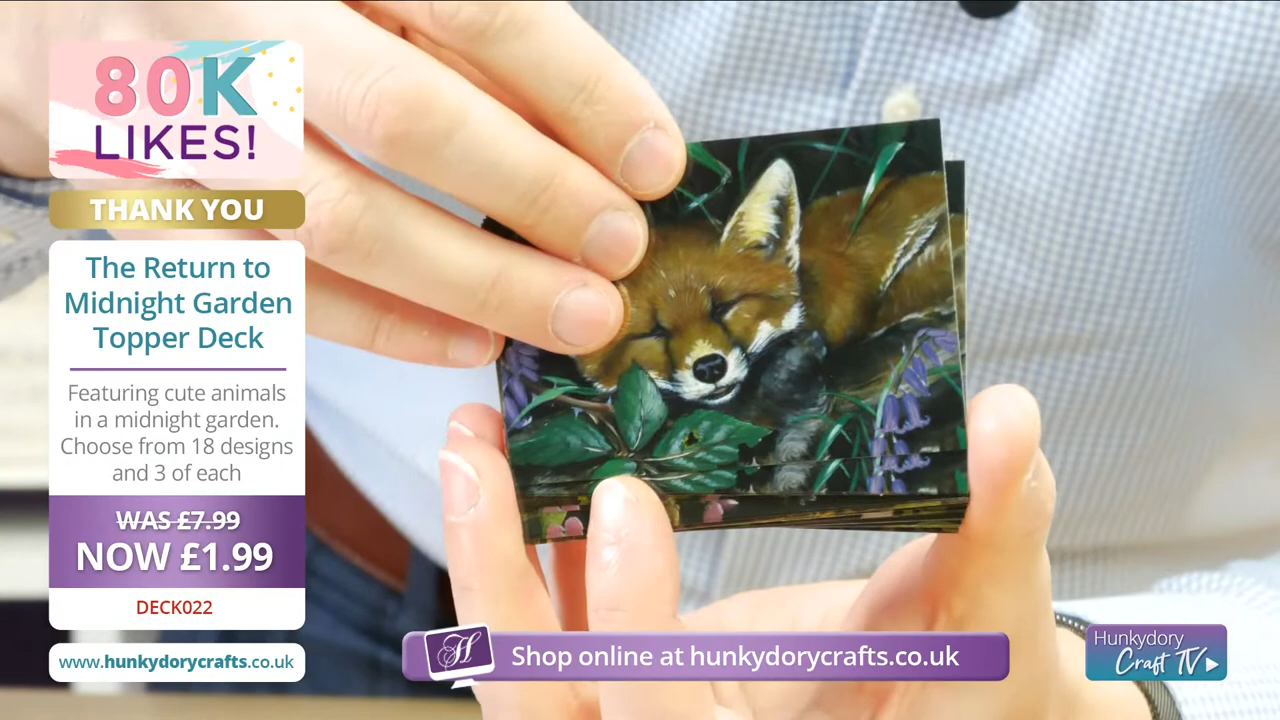 80K
LIKES!
THANK YOU
The Return to
Midnight Garden
Topper Deck
Featuring cute animals
in a midnight garden.
Choose from 18 designs
and 3 of each
WAS £7.99
NOW £1.99
DECK022
www.hunkydorycrafts.co.uk
H
Shop online at hunkydorycrafts.co.uk
Hunkydory
Craft TV